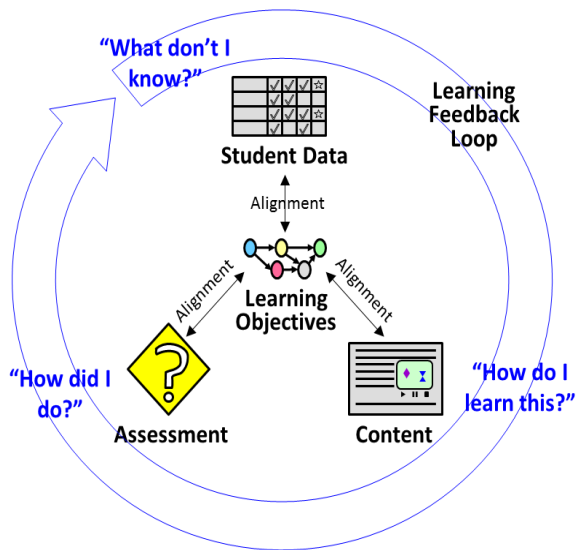 “What don’t I
know?”
Learning
Feedback
Loop
Student Data
Alignment
Alignment
Alignment
Learning
Objectives
“How did I
do?”
?
Assessment
Content
“How do I
learn this?”